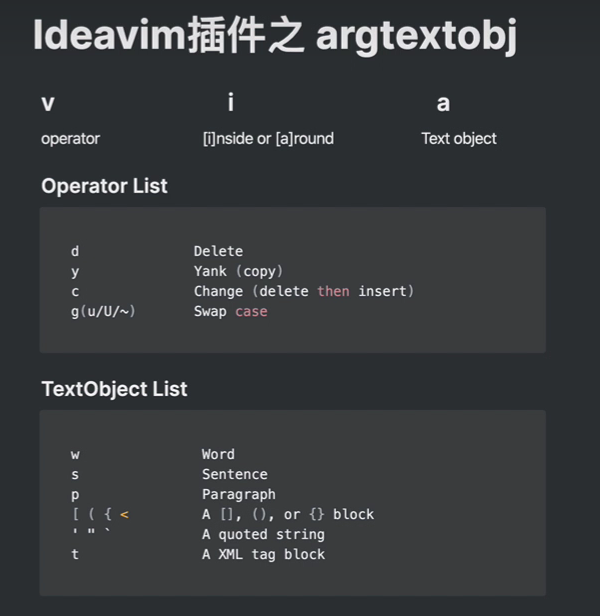 Ideavim插件之 argtextobj
v i a
operator [i]nside or [a]round Text object
Operator List
d Delete
y Yank (copy)
c Change (delete then insert)
g(u/U/~) Swap case
TextObject List
w Word
s Sentence
p Paragraph
[ ( { < A [], (), or {} block
' " ` A quoted string
t A XML tag block